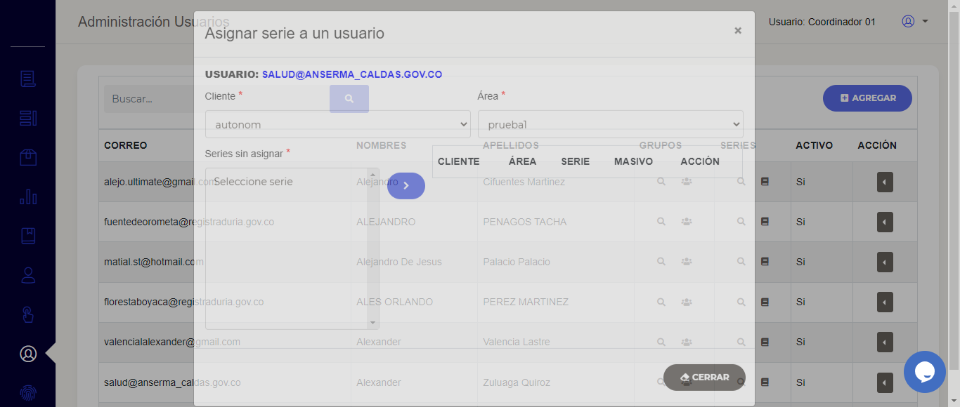 Administración Usuarios
Usuario: Coordinador 01
Asignar serie a un usuario
×
USUARIO: SALUD@ANSERMA_CALDAS.GOV.CO
Cliente *
Área *
Buscar...
AGREGAR
autonom
prueba1
CORREO NOMBRES APELLIDOS GRUPOS SERIES ACTIVO ACCIÓN
Series sin asignar *
CLIENTE ÁREA SERIE MASIVO ACCIÓN
Seleccione serie
alejo.ultimate@gmail.com Alejandro Cifuentes Martinez Si
fuentedeorometa@registraduria.gov.co ALEJANDRO PENAGOS TACHA Si
matial.st@hotmail.com Alejandro De Jesus Palacio Palacio Si
florestaboyaca@registraduria.gov.co ALES ORLANDO PEREZ MARTINEZ Si
valencialalexander@gmail.com Alexander Valencia Lastre Si
salud@anserma_caldas.gov.co Alexander Zuluaga Quiroz Si
CERRAR